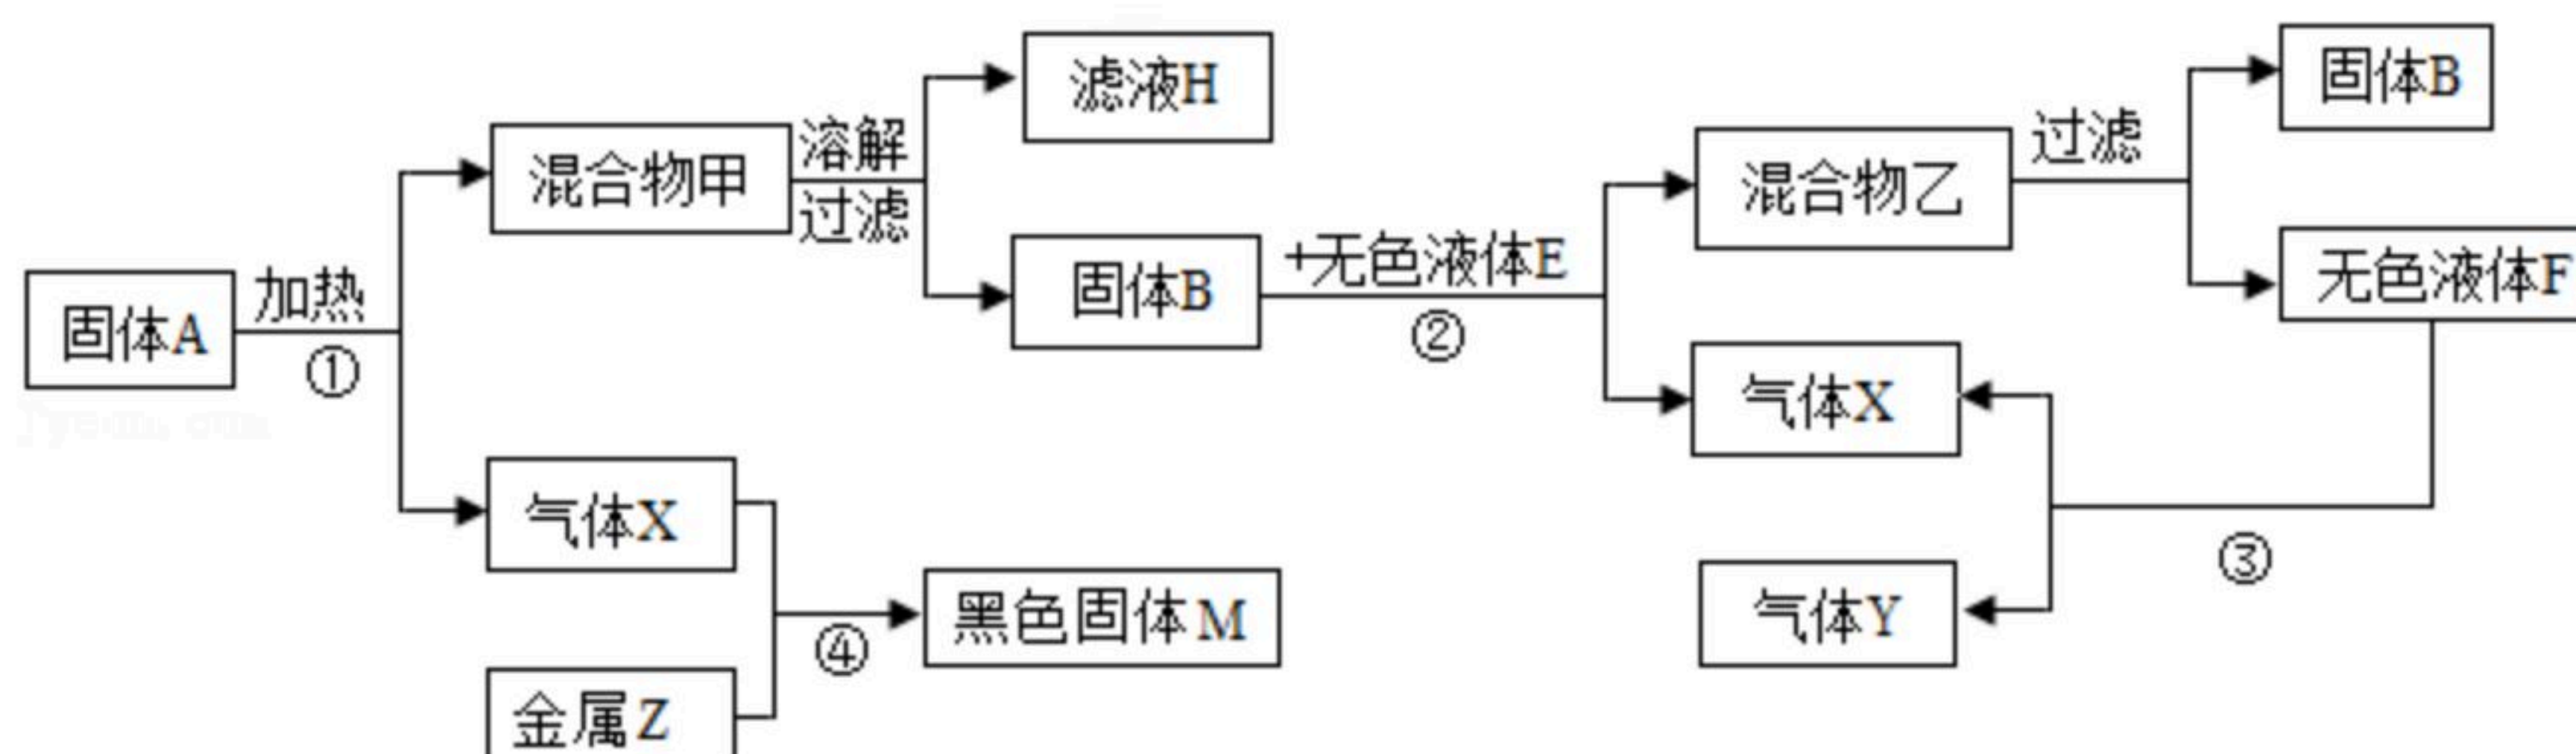 滤液H
固体B
溶解
混合物甲
过滤
过滤
混合物乙
+无色液体E
固体B
无色液体F
加热
固体A
①
②
气体X
气体X
③
黑色固体M
气体Y
④
金属Z